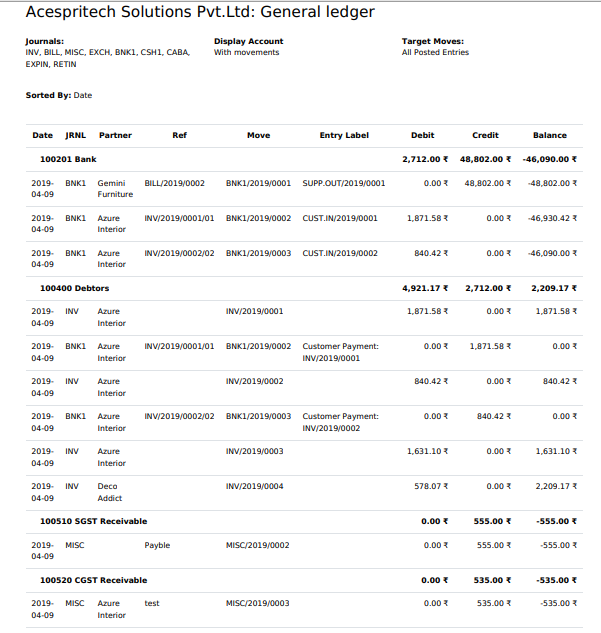 Acespritech Solutions Pvt.Ltd: General ledger
Journals: Display Account Target Moves:
INV, BILL, MISC, EXCH, BNK1, CSH1, CABA, With movements All Posted Entries
EXPIN, RETIN
Sorted By: Date
Date JRNL Partner Ref Move Entry Label Debit Credit Balance
100201 Bank 2,712.00 ₹ 48,802.00 ₹ -46,090.00 ₹
2019- BNK1 Gemini BILL/2019/0002 BNK1/2019/0001 SUPP.OUT/2019/0001 0.00 ₹ 48,802.00 ₹ -48,802.00 ₹
04-09 Furniture
2019- BNK1 Azure INV/2019/0001/01 BNK1/2019/0002 CUST.IN/2019/0001 1,871.58 ₹ 0.00 ₹ -46,930.42 ₹
04-09 Interior
2019- BNK1 Azure INV/2019/0002/02 BNK1/2019/0003 CUST.IN/2019/0002 840.42 ₹ 0.00 ₹ -46,090.00 ₹
04-09 Interior
100400 Debtors 4,921.17 ₹ 2,712.00 ₹ 2,209.17 ₹
2019- INV Azure INV/2019/0001 1,871.58 ₹ 0.00 ₹ 1,871.58 ₹
04-09 Interior
2019- BNK1 Azure INV/2019/0001/01 BNK1/2019/0002 Customer Payment: 0.00 ₹ 1,871.58 ₹ 0.00 ₹
04-09 Interior INV/2019/0001
2019- INV Azure INV/2019/0002 840.42 ₹ 0.00 ₹ 840.42 ₹
04-09 Interior
2019- BNK1 Azure INV/2019/0002/02 BNK1/2019/0003 Customer Payment: 0.00 ₹ 840.42 ₹ 0.00 ₹
04-09 Interior INV/2019/0002
2019- INV Azure INV/2019/0003 1,631.10 ₹ 0.00 ₹ 1,631.10 ₹
04-09 Interior
2019- INV Deco INV/2019/0004 578.07 ₹ 0.00 ₹ 2,209.17 ₹
04-09 Addict
100510 SGST Receivable 0.00 ₹ 555.00 ₹ -555.00 ₹
2019- MISC Payble MISC/2019/0002 0.00 ₹ 555.00 ₹ -555.00 ₹
04-09
100520 CGST Receivable 0.00 ₹ 535.00 ₹ -535.00 ₹
2019- MISC Azure test MISC/2019/0003 0.00 ₹ 535.00 ₹ -535.00 ₹
04-09 Interior